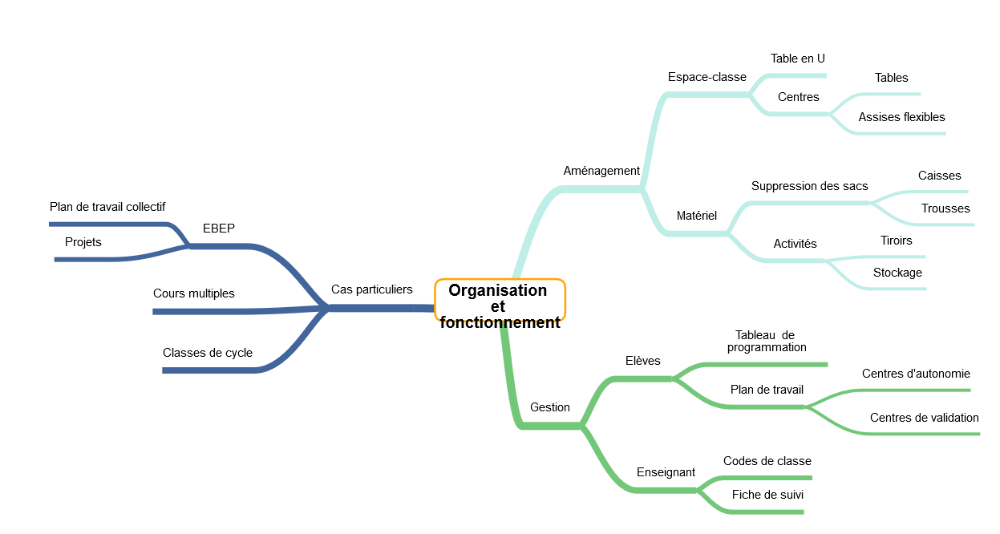 Organisation
et
fonctionnement
Aménagement
Espace-classe
Table en U
Centres
Tables
Assises flexibles
Matériel
Suppression des sacs
Caisses
Trousses
Activités
Tiroirs
Stockage
Gestion
Elèves
Tableau de
programmation
Plan de travail
Centres d'autonomie
Centres de validation
Enseignant
Codes de classe
Fiche de suivi
Cas particuliers
EBEP
Plan de travail collectif
Projets
Cours multiples
Classes de cycle